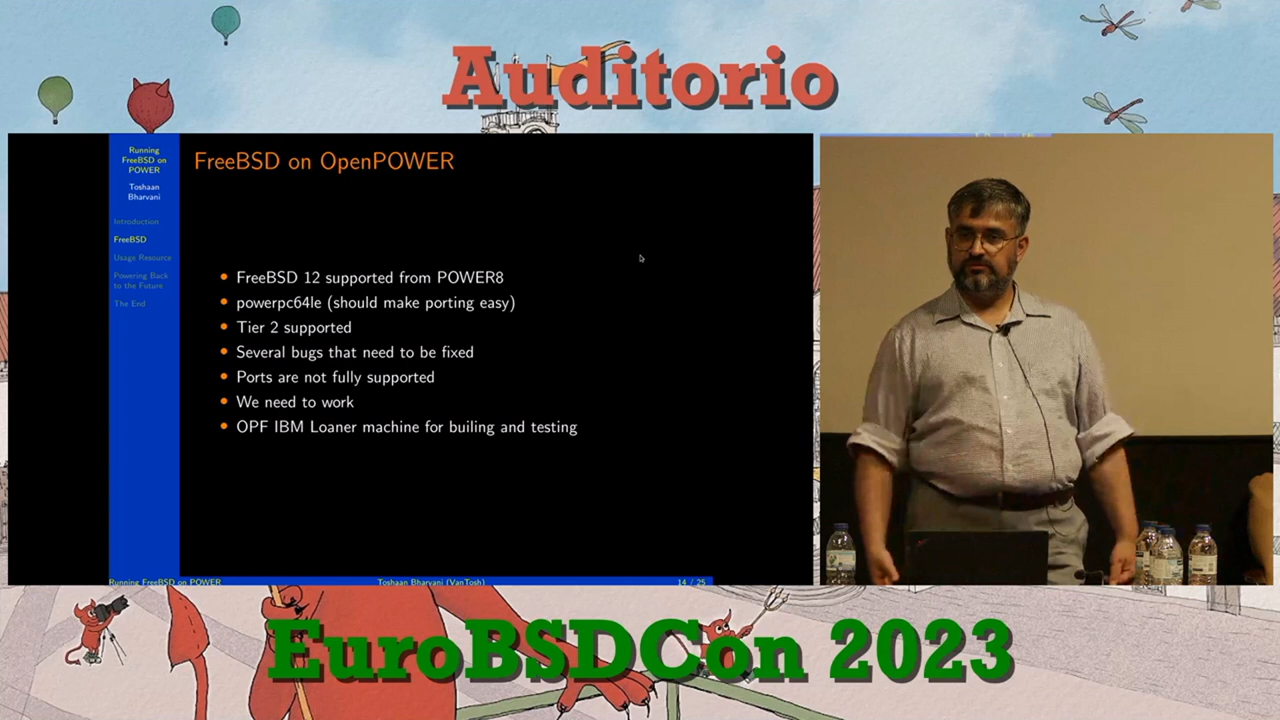 Auditorio
Running
FreeBSD on
POWER
Toshaan
Bharvani
Introduction
FreeBSD
Usage Resource
Powering Back
to the Future
The End
FreeBSD on OpenPOWER
FreeBSD 12 supported from POWER8
powerpc64le (should make porting easy)
Tier 2 supported
Several bugs that need to be fixed
Ports are not fully supported
We need to work
OPF IBM Loaner machine for builing and testing
Running FreeBSD on POWER
Toshaan Bharvani (VanTosh)
14 / 25
EuroBSDCon 2023